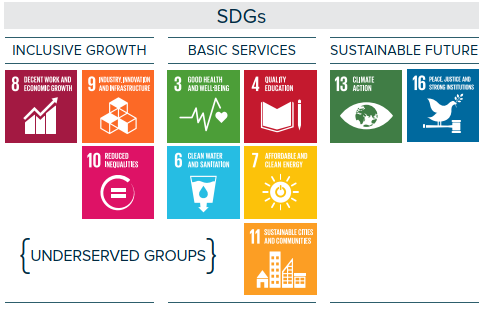 SDGs
INCLUSIVE GROWTH
BASIC SERVICES
SUSTAINABLE FUTURE
8 DECENT WORK AND
ECONOMIC GROWTH
9 INDUSTRY, INNOVATION
AND INFRASTRUCTURE
3 GOOD HEALTH
AND WELL-BEING
4 QUALITY
EDUCATION
13 CLIMATE
ACTION
16 PEACE, JUSTICE AND
STRONG INSTITUTIONS
10 REDUCED
INEQUALITIES
6 CLEAN WATER
AND SANITATION
7 AFFORDABLE AND
CLEAN ENERGY
11 SUSTAINABLE CITIES
AND COMMUNITIES
{UNDERSERVED GROUPS}